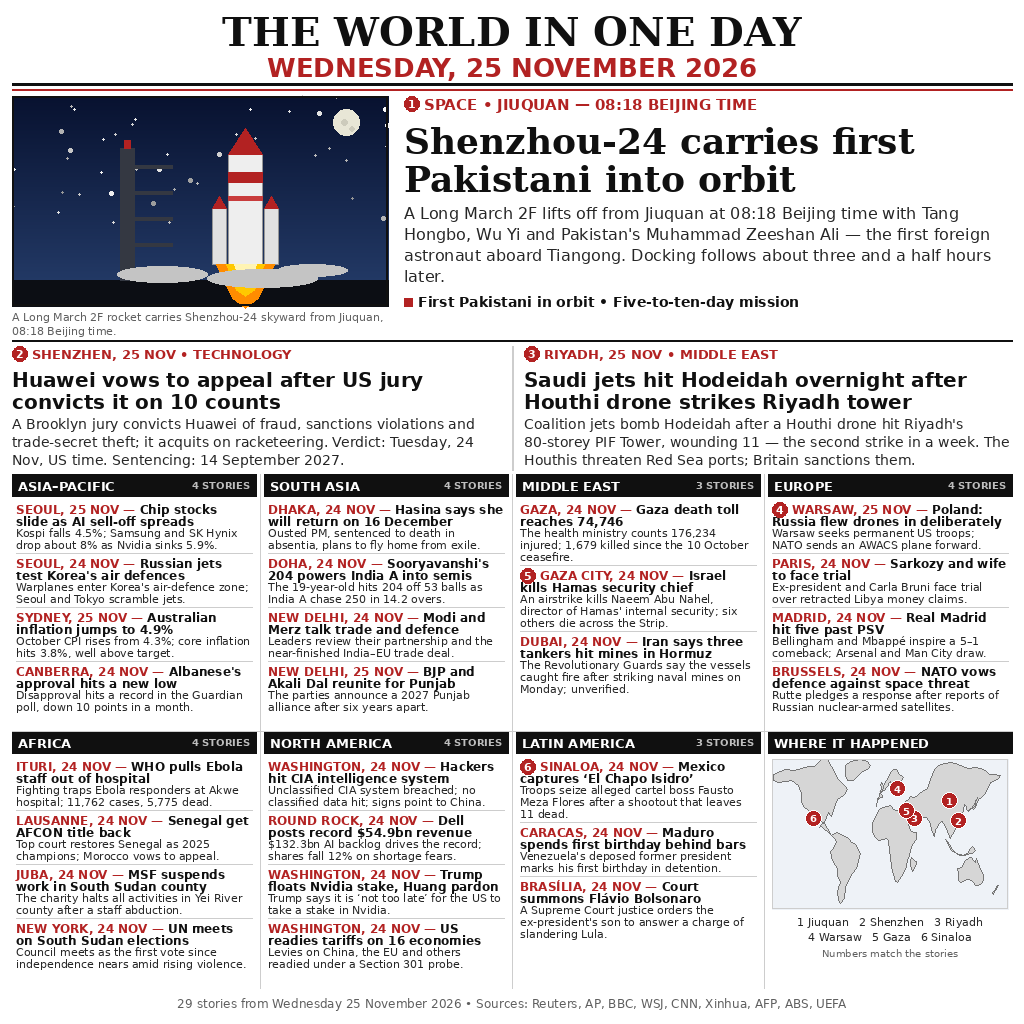 THE WORLD IN ONE DAY
WEDNESDAY, 25 NOVEMBER 2026
1 SPACE • JIUQUAN — 08:18 BEIJING TIME
Shenzhou-24 carries first
Pakistani into orbit
A Long March 2F lifts off from Jiuquan at 08:18 Beijing time with Tang
Hongbo, Wu Yi and Pakistan's Muhammad Zeeshan Ali — the first foreign
astronaut aboard Tiangong. Docking follows about three and a half hours
later.
First Pakistani in orbit • Five-to-ten-day mission
A Long March 2F rocket carries Shenzhou-24 skyward from Jiuquan,
08:18 Beijing time.
2 SHENZHEN, 25 NOV • TECHNOLOGY
Huawei vows to appeal after US jury
convicts it on 10 counts
A Brooklyn jury convicts Huawei of fraud, sanctions violations and
trade-secret theft; it acquits on racketeering. Verdict: Tuesday, 24
Nov, US time. Sentencing: 14 September 2027.
3 RIYADH, 25 NOV • MIDDLE EAST
Saudi jets hit Hodeidah overnight after
Houthi drone strikes Riyadh tower
Coalition jets bomb Hodeidah after a Houthi drone hit Riyadh's
80-storey PIF Tower, wounding 11 — the second strike in a week. The
Houthis threaten Red Sea ports; Britain sanctions them.
ASIA–PACIFIC 4 STORIES
SEOUL, 25 NOV — Chip stocks
slide as AI sell-off spreads
Kospi falls 4.5%; Samsung and SK Hynix
drop about 8% as Nvidia sinks 5.9%.
SEOUL, 24 NOV — Russian jets
test Korea's air defences
Warplanes enter Korea's air-defence zone;
Seoul and Tokyo scramble jets.
SYDNEY, 25 NOV — Australian
inflation jumps to 4.9%
October CPI rises from 4.3%; core inflation
hits 3.8%, well above target.
CANBERRA, 24 NOV — Albanese's
approval hits a new low
Disapproval hits a record in the Guardian
poll, down 10 points in a month.
SOUTH ASIA 4 STORIES
DHAKA, 24 NOV — Hasina says she
will return on 16 December
Ousted PM, sentenced to death in
absentia, plans to fly home from exile.
DOHA, 24 NOV — Sooryavanshi's
204 powers India A into semis
The 19-year-old hits 204 off 53 balls as
India A chase 250 in 14.2 overs.
NEW DELHI, 24 NOV — Modi and
Merz talk trade and defence
Leaders review their partnership and the
near-finished India–EU trade deal.
NEW DELHI, 25 NOV — BJP and
Akali Dal reunite for Punjab
The parties announce a 2027 Punjab
alliance after six years apart.
MIDDLE EAST 3 STORIES
GAZA, 24 NOV — Gaza death toll
reaches 74,746
The health ministry counts 176,234
injured; 1,679 killed since the 10 October
ceasefire.
5 GAZA CITY, 24 NOV — Israel
kills Hamas security chief
An airstrike kills Naeem Abu Nahel,
director of Hamas' internal security; six
others die across the Strip.
DUBAI, 24 NOV — Iran says three
tankers hit mines in Hormuz
The Revolutionary Guards say the vessels
caught fire after striking naval mines on
Monday; unverified.
EUROPE 4 STORIES
4 WARSAW, 25 NOV — Poland:
Russia flew drones in deliberately
Warsaw seeks permanent US troops;
NATO sends an AWACS plane forward.
PARIS, 24 NOV — Sarkozy and wife
to face trial
Ex-president and Carla Bruni face trial
over retracted Libya money claims.
MADRID, 24 NOV — Real Madrid
hit five past PSV
Bellingham and Mbappé inspire a 5–1
comeback; Arsenal and Man City draw.
BRUSSELS, 24 NOV — NATO vows
defence against space threat
Rutte pledges a response after reports of
Russian nuclear-armed satellites.
AFRICA 4 STORIES
ITURI, 24 NOV — WHO pulls Ebola
staff out of hospital
Fighting traps Ebola responders at Akwe
hospital; 11,762 cases, 5,775 dead.
LAUSANNE, 24 NOV — Senegal get
AFCON title back
Top court restores Senegal as 2025
champions; Morocco vows to appeal.
JUBA, 24 NOV — MSF suspends
work in South Sudan county
The charity halts all activities in Yei River
county after a staff abduction.
NEW YORK, 24 NOV — UN meets
on South Sudan elections
Council meets as the first vote since
independence nears amid rising violence.
NORTH AMERICA 4 STORIES
WASHINGTON, 24 NOV — Hackers
hit CIA intelligence system
Unclassified CIA system breached; no
classified data hit; signs point to China.
ROUND ROCK, 24 NOV — Dell
posts record $54.9bn revenue
$132.3bn AI backlog drives the record;
shares fall 12% on shortage fears.
WASHINGTON, 24 NOV — Trump
floats Nvidia stake, Huang pardon
Trump says it is ‘not too late’ for the US to
take a stake in Nvidia.
WASHINGTON, 24 NOV — US
readies tariffs on 16 economies
Levies on China, the EU and others
readied under a Section 301 probe.
LATIN AMERICA 3 STORIES
6 SINALOA, 24 NOV — Mexico
captures ‘El Chapo Isidro’
Troops seize alleged cartel boss Fausto
Meza Flores after a shootout that leaves
11 dead.
CARACAS, 24 NOV — Maduro
spends first birthday behind bars
Venezuela's deposed former president
marks his first birthday in detention.
BRASÍLIA, 24 NOV — Court
summons Flávio Bolsonaro
A Supreme Court justice orders the
ex-president's son to answer a charge of
slandering Lula.
WHERE IT HAPPENED
4
1
5
3
2
6
1 Jiuquan 2 Shenzhen 3 Riyadh
4 Warsaw 5 Gaza 6 Sinaloa
Numbers match the stories
29 stories from Wednesday 25 November 2026 • Sources: Reuters, AP, BBC, WSJ, CNN, Xinhua, AFP, ABS, UEFA